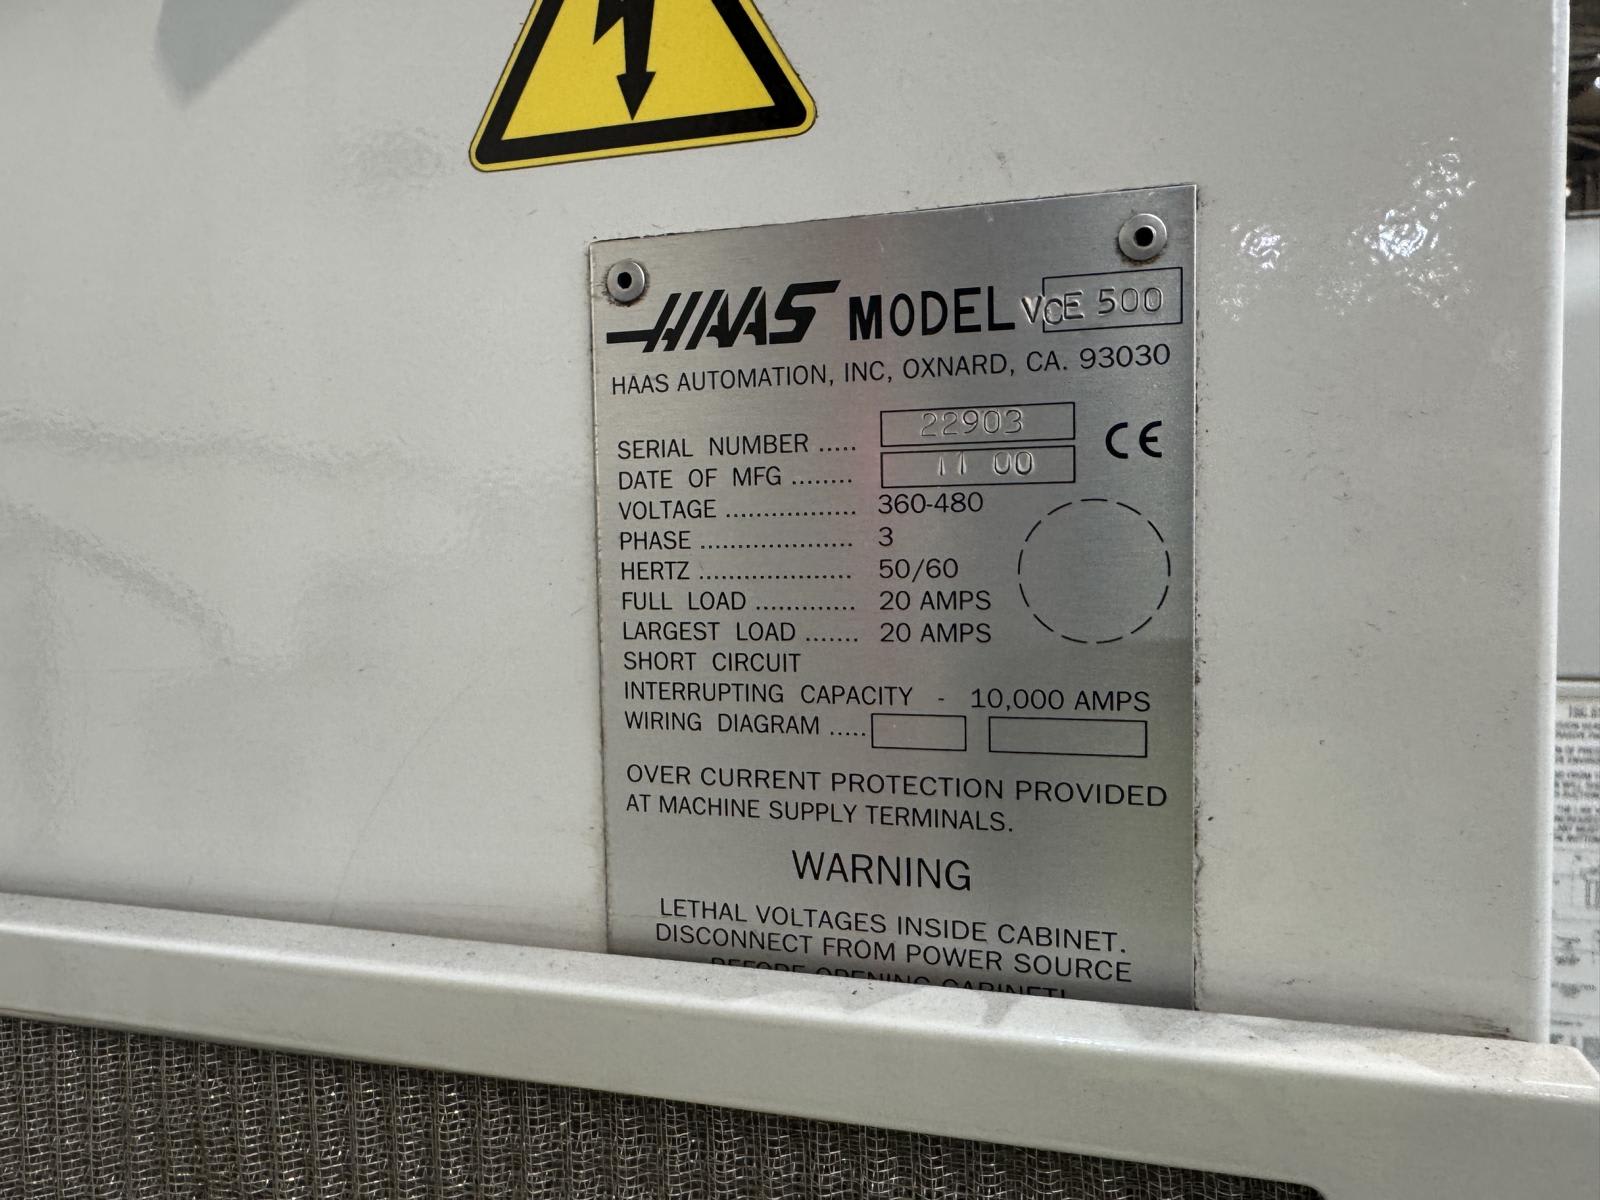 HAAS MODEL VCE 500
HAAS AUTOMATION, INC, OXNARD, CA. 93030
SERIAL NUMBER ..... 22903
DATE OF MFG ........ 11 00
CE
VOLTAGE ................. 360-480
PHASE .................... 3
HERTZ .................... 50/60
FULL LOAD ............. 20 AMPS
LARGEST LOAD ....... 20 AMPS
SHORT CIRCUIT
INTERRUPTING CAPACITY - 10,000 AMPS
WIRING DIAGRAM .....
OVER CURRENT PROTECTION PROVIDED
AT MACHINE SUPPLY TERMINALS.
WARNING
LETHAL VOLTAGES INSIDE CABINET.
DISCONNECT FROM POWER SOURCE
BEFORE OPENING CABINET!